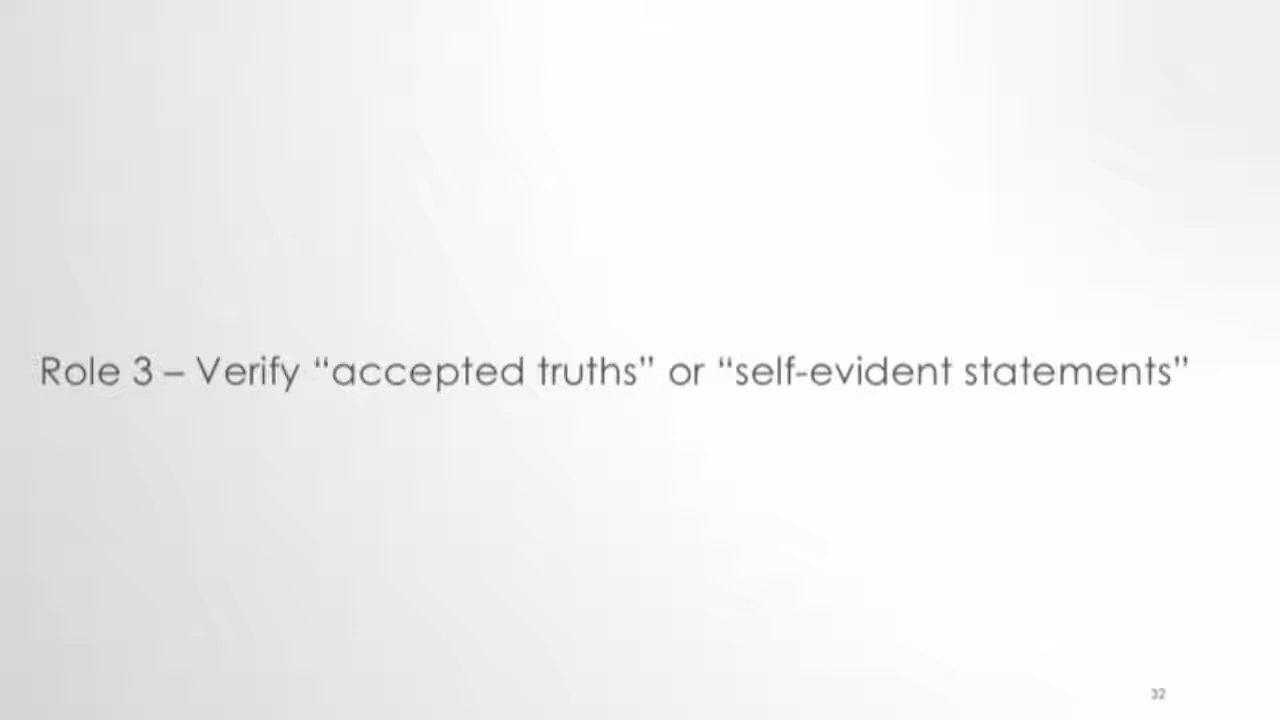 Role 3 – Verify “accepted truths” or “self-evident statements”
32